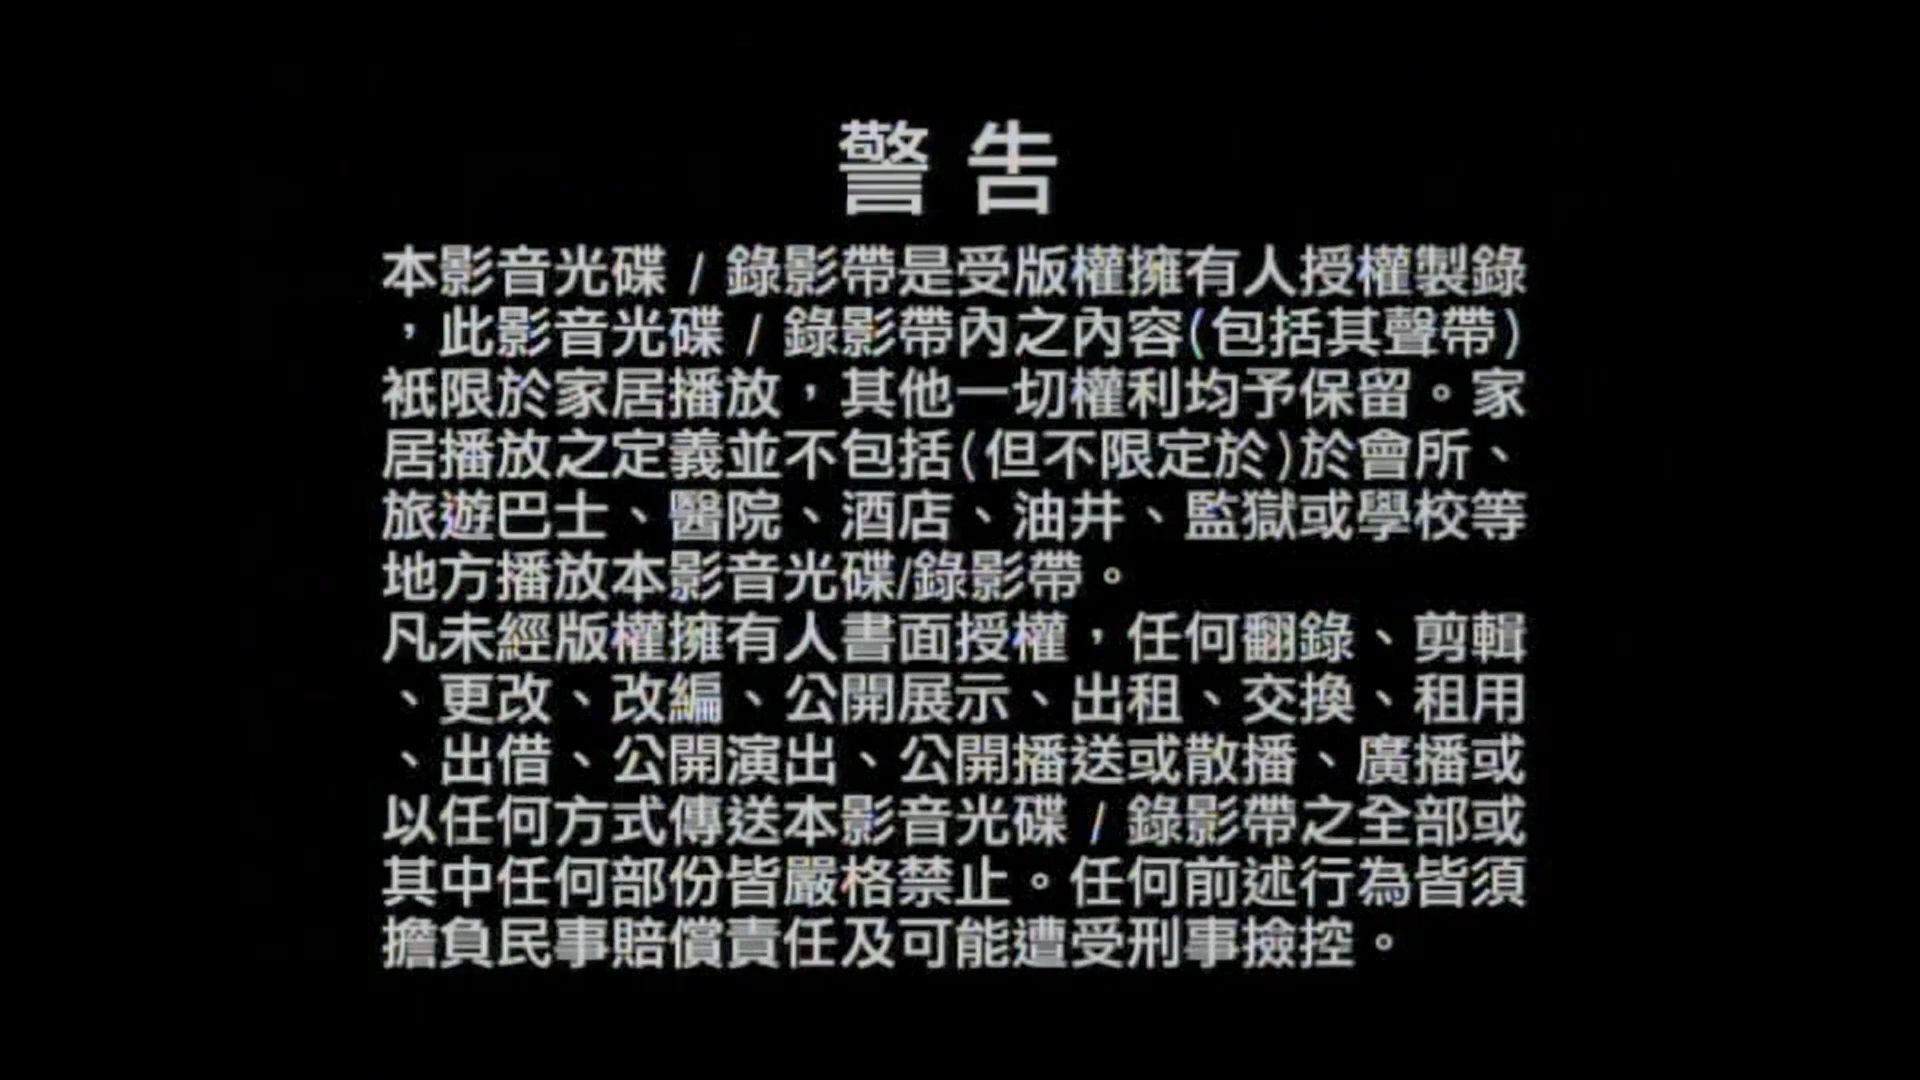 警告
本影音光碟 / 錄影帶是受版權擁有人授權製錄
，此影音光碟 / 錄影帶內之內容(包括其聲帶)
衹限於家居播放，其他一切權利均予保留。家
居播放之定義並不包括(但不限定於)於會所、
旅遊巴士、醫院、酒店、油井、監獄或學校等
地方播放本影音光碟/錄影帶。
凡未經版權擁有人書面授權，任何翻錄、剪輯
、更改、改編、公開展示、出租、交換、租用
、出借、公開演出、公開播送或散播、廣播或
以任何方式傳送本影音光碟 / 錄影帶之全部或
其中任何部份皆嚴格禁止。任何前述行為皆須
擔負民事賠償責任及可能遭受刑事撿控。